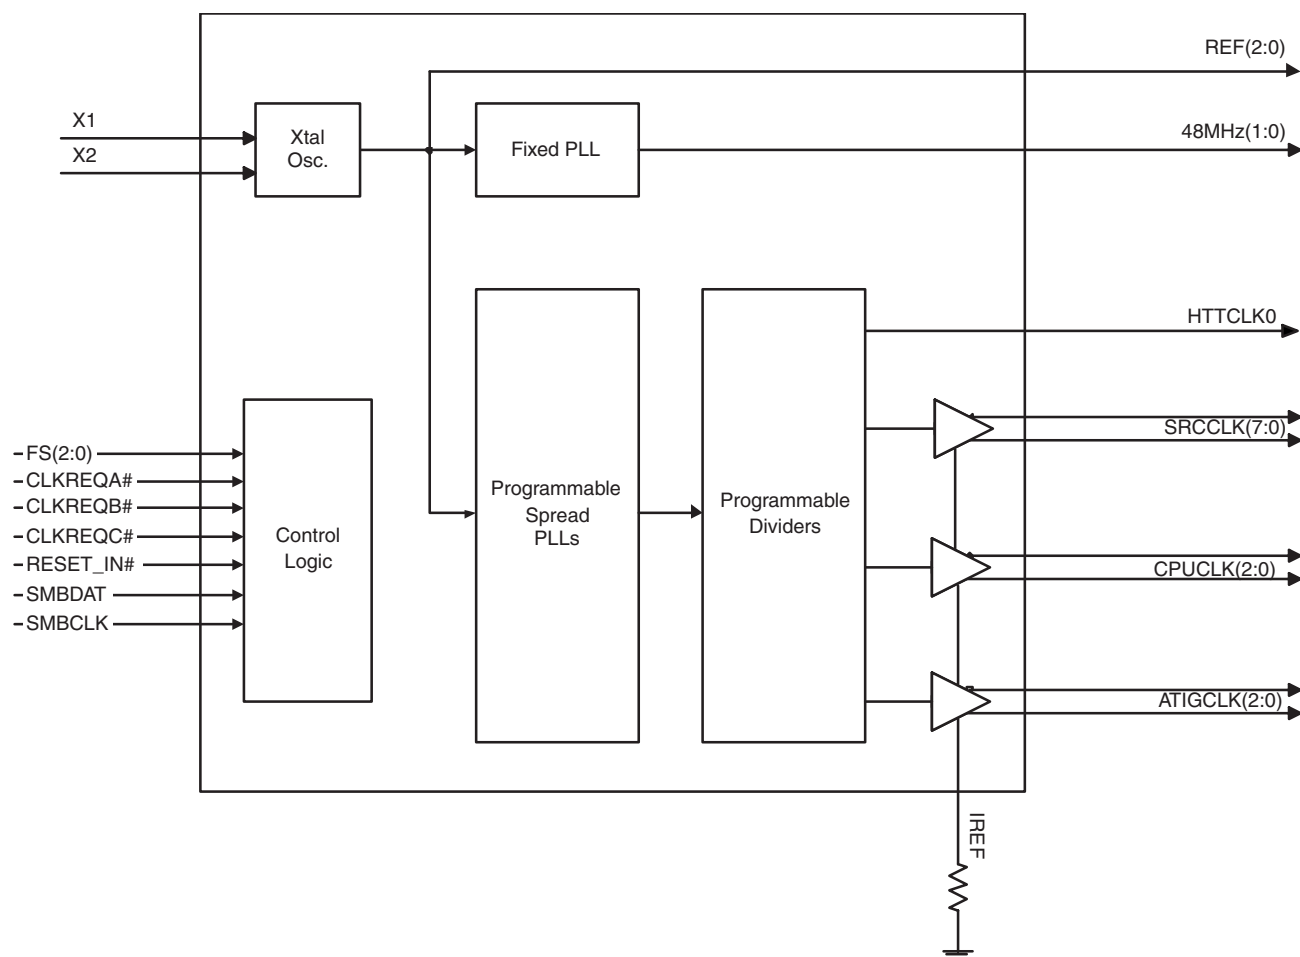 REF(2:0)
X1
Xtal
Osc.
Fixed PLL
48MHz(1:0)
X2
HTTCLK0
SRCCLK(7:0)
FS(2:0)
CLKREQA#
CLKREQB#
CLKREQC#
RESET_IN#
SMBDAT
SMBCLK
Control
Logic
Programmable
Spread
PLLs
Programmable
Dividers
CPUCLK(2:0)
ATIGCLK(2:0)
IREF